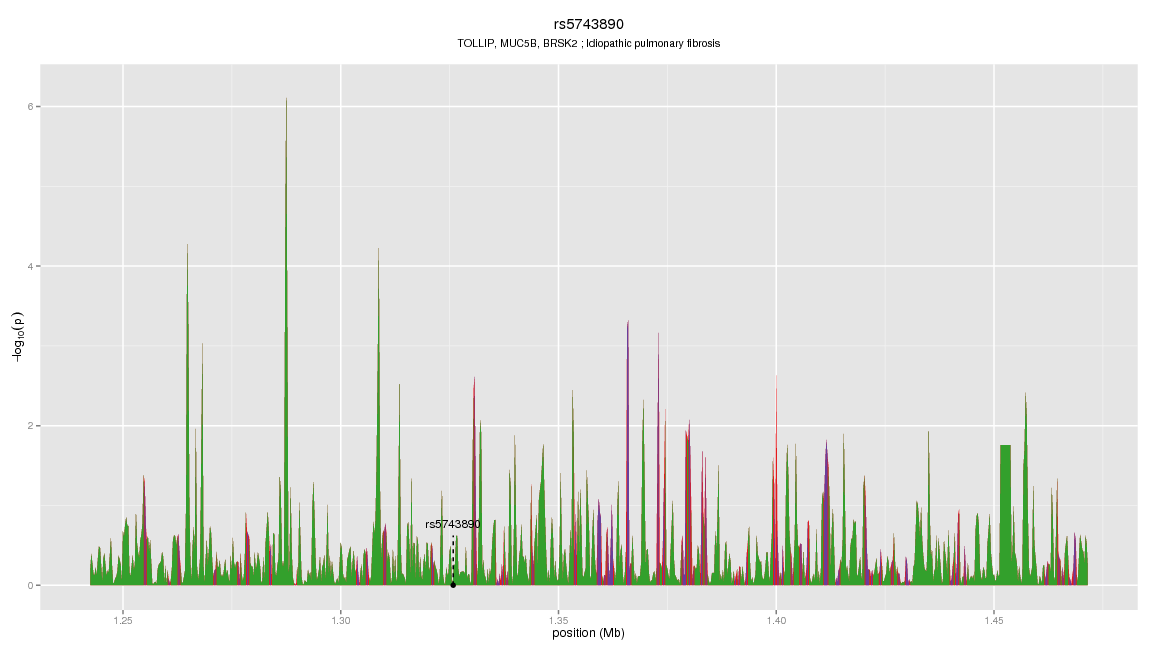 rs5743890
TOLLIP, MUC5B, BRSK2 ; Idiopathic pulmonary fibrosis
6
4
2
0
−log10(p)
rs5743890
1.25 1.30 1.35 1.40 1.45
position (Mb)